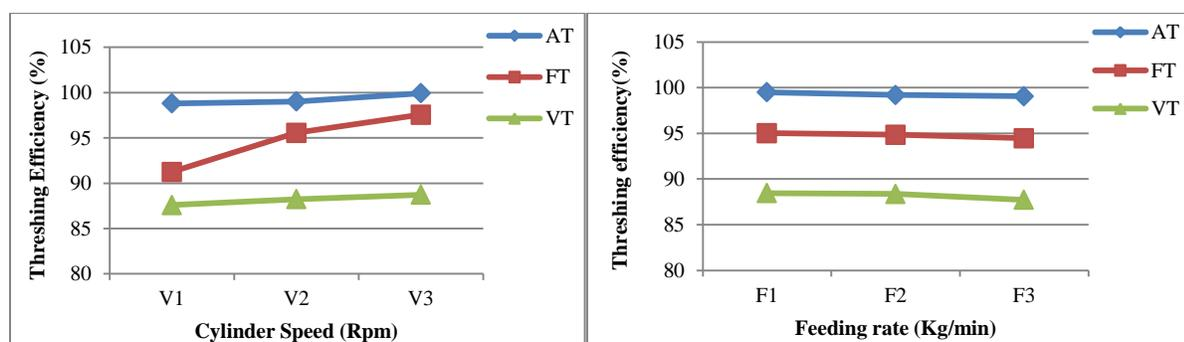 105
100
95
90
85
80
Threshing Efficiency (%)
V1 V2 V3
Cylinder Speed (Rpm)
AT
FT
VT
105
100
95
90
85
80
Threshing efficiency(%)
F1 F2 F3
Feeding rate (Kg/min)
AT
FT
VT